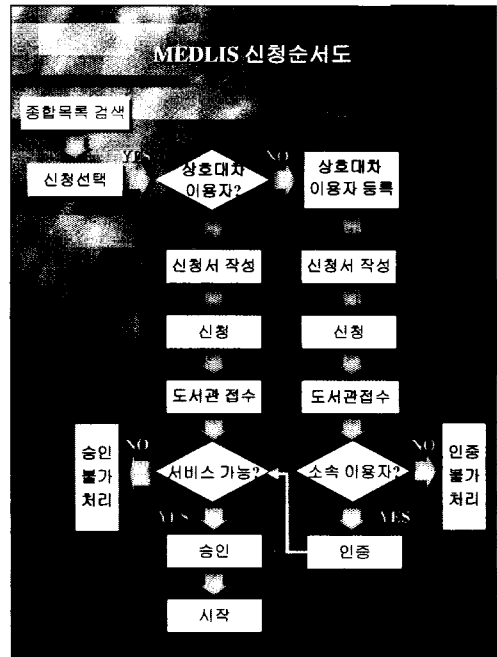 MEDLIS 신청순서도
종합목록 검색
신청선택
YES
상호대차
이용자?
NO
상호대차
이용자 등록
신청서 작성
신청서 작성
신청
신청
도서관 접수
도서관 접수
승인
불가
처리
NO
서비스 가능?
소속 이용자?
NO
인증
불가
처리
YES
YES
승인
인증
시작